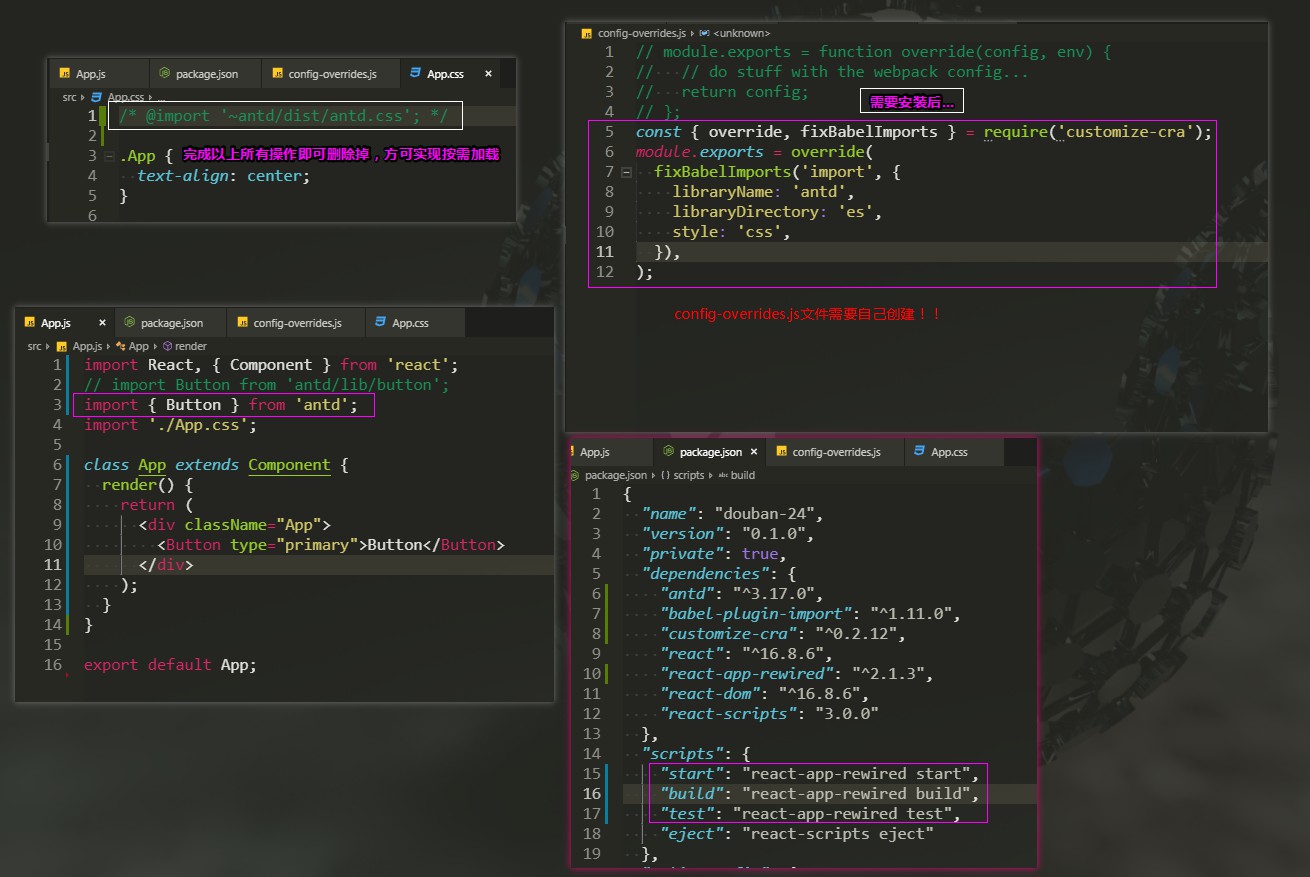 App.js package.json config-overrides.js App.css ×
src App.css ...
1 /* @import '~antd/dist/antd.css'; */
2
3 .App { 完成以上所有操作即可删除掉，方可实现按需加载
4 text-align: center;
5 }
6
config-overrides.js <unknown>
1 // module.exports = function override(config, env) {
2 // // do stuff with the webpack config...
3 // return config;
需要安装后...
4 // };
5 const { override, fixBabelImports } = require('customize-cra');
6 module.exports = override(
7 fixBabelImports('import', {
8 libraryName: 'antd',
9 libraryDirectory: 'es',
10 style: 'css',
11 }),
12 );
config-overrides.js文件需要自己创建！！
App.js × package.json config-overrides.js App.css
src App.js App render
1 import React, { Component } from 'react';
2 // import Button from 'antd/lib/button';
3 import { Button } from 'antd';
4 import './App.css';
5
6 class App extends Component {
7 render() {
8 return (
9 <div className="App">
10 <Button type="primary">Button</Button>
11 </div>
12 );
13 }
14 }
15
16 export default App;
App.js package.json × config-overrides.js App.css
package.json {} scripts abc build
1 {
2 "name": "douban-24",
3 "version": "0.1.0",
4 "private": true,
5 "dependencies": {
6 "antd": "^3.17.0",
7 "babel-plugin-import": "^1.11.0",
8 "customize-cra": "^0.2.12",
9 "react": "^16.8.6",
10 "react-app-rewired": "^2.1.3",
11 "react-dom": "^16.8.6",
12 "react-scripts": "3.0.0"
13 },
14 "scripts": {
15 "start": "react-app-rewired start",
16 "build": "react-app-rewired build",
17 "test": "react-app-rewired test",
18 "eject": "react-scripts eject"
19 },